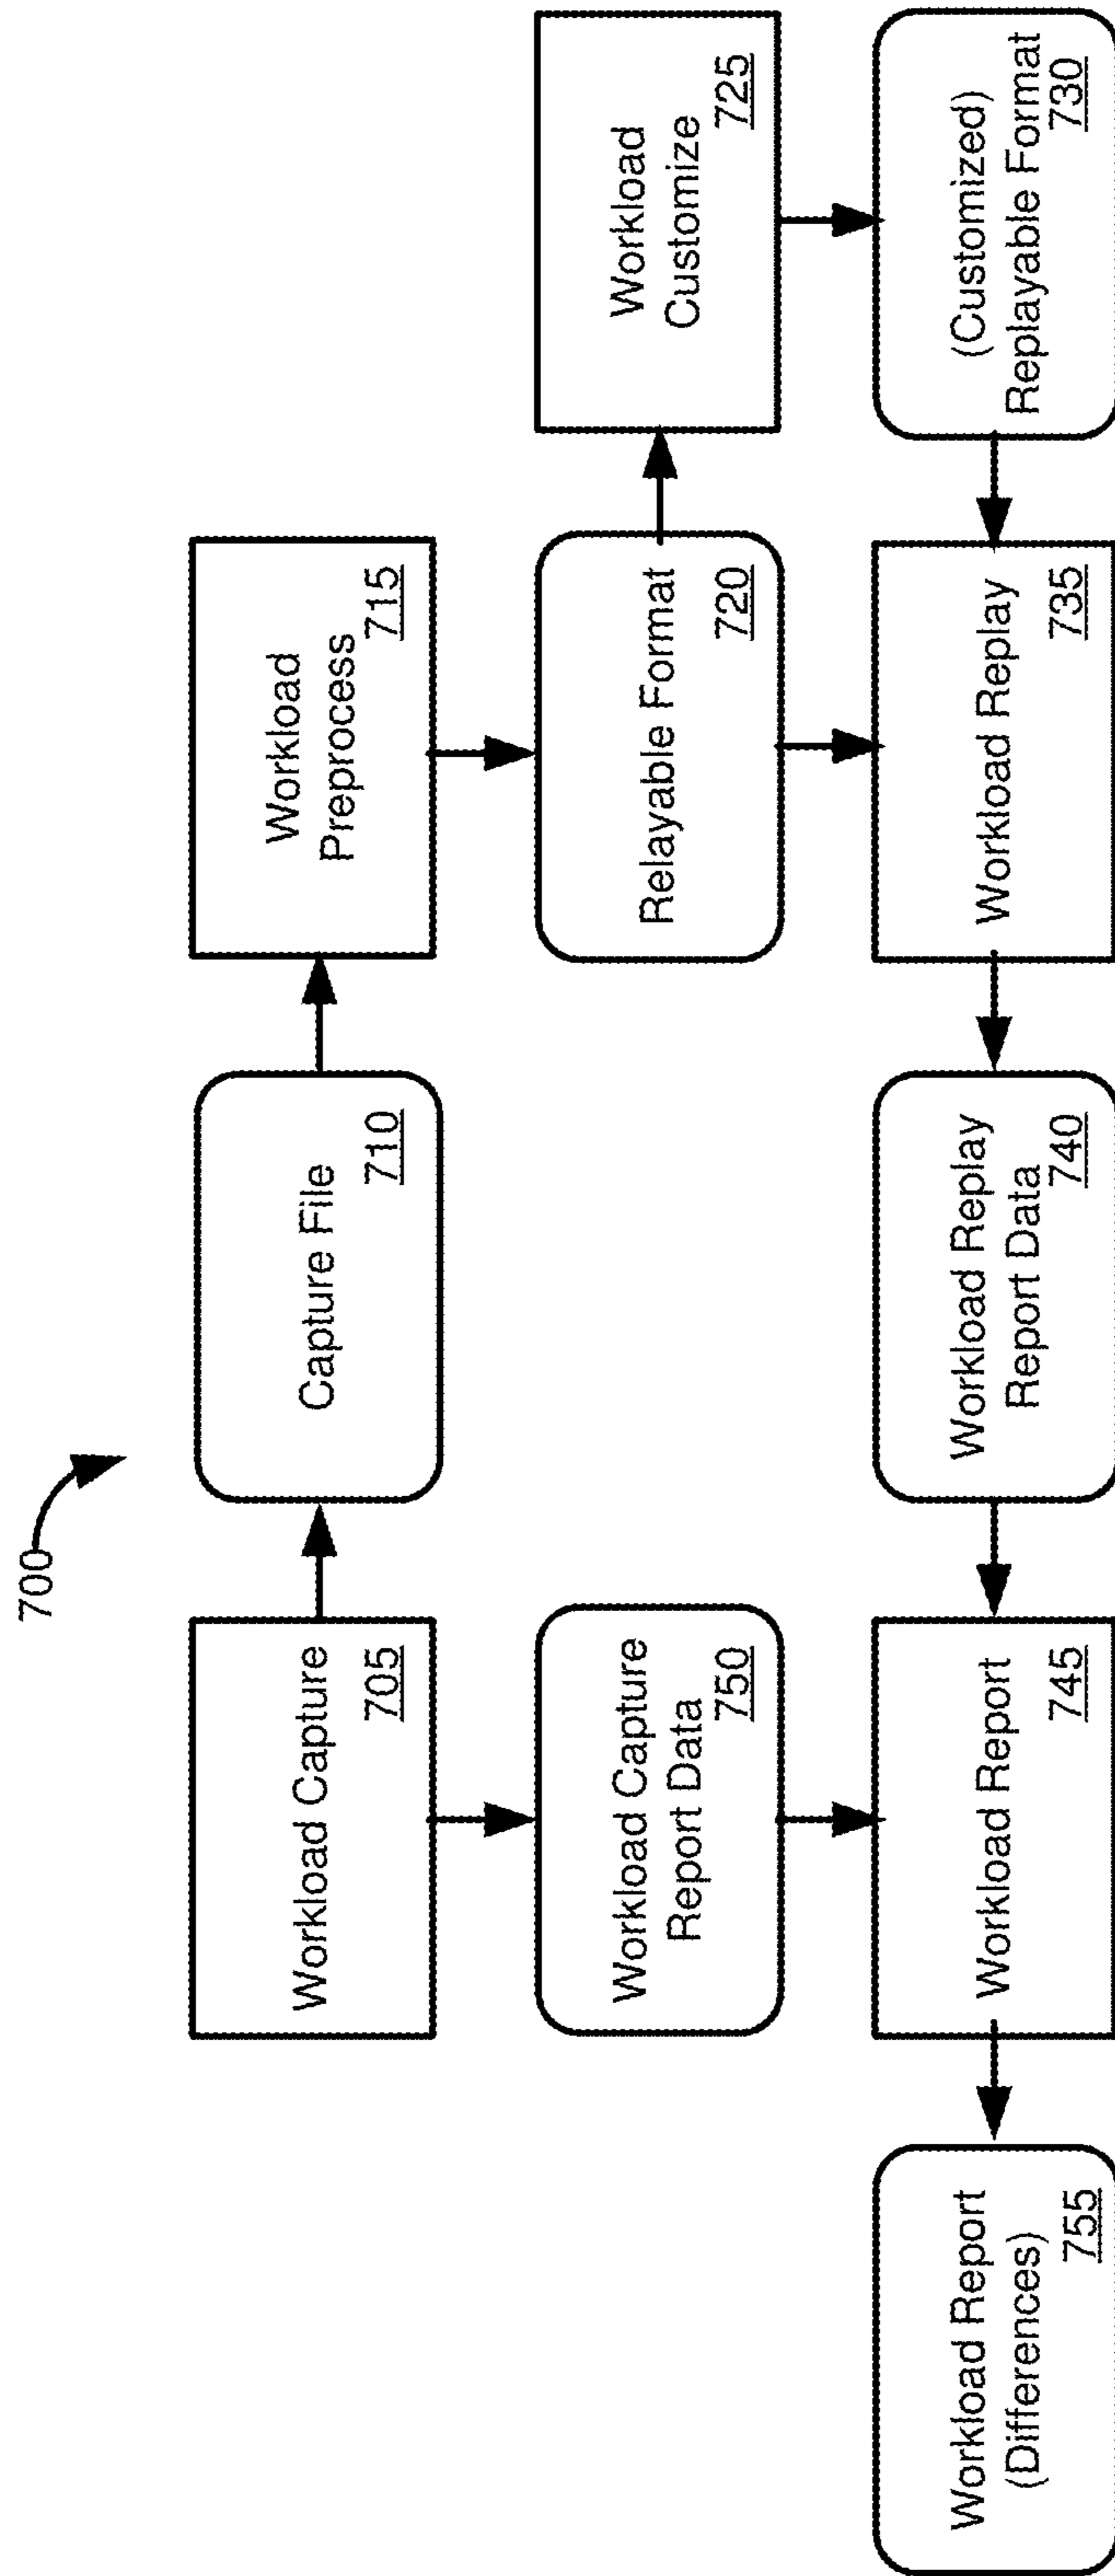 700
Workload Capture
705
Capture File
710
Workload
Preprocess
715
Workload Capture
Report Data
750
Relayable Format
720
Workload
Customize
725
Workload Report
(Differences)
755
Workload Report
745
Workload Replay
Report Data
740
Workload Replay
735
(Customized)
Replayable Format
730